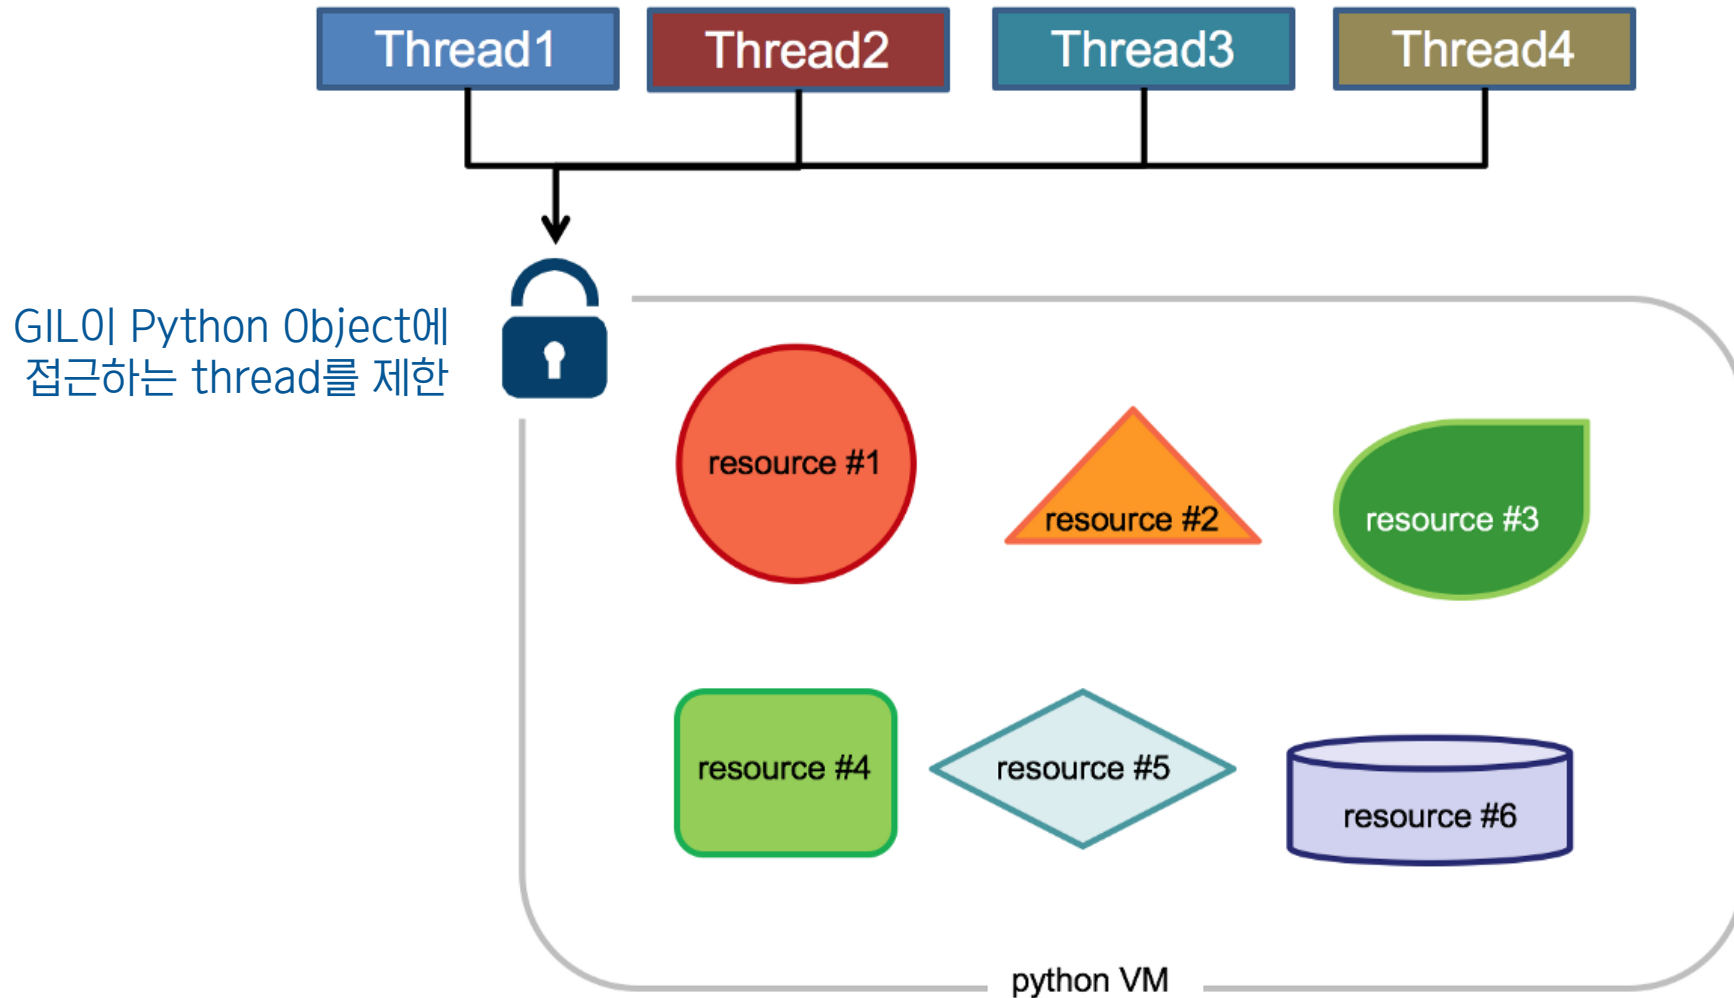 Thread1
Thread2
Thread3
Thread4
GIL이 Python Object에
접근하는 thread를 제한
resource #1
resource #2
resource #3
resource #4
resource #5
resource #6
python VM